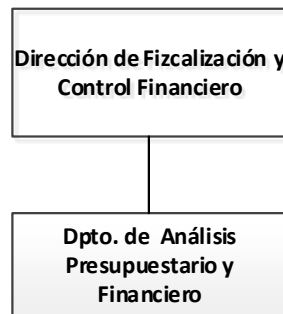 Dirección de Fizcalización y
Control Financiero
Dpto. de Análisis
Presupuestario y
Financiero